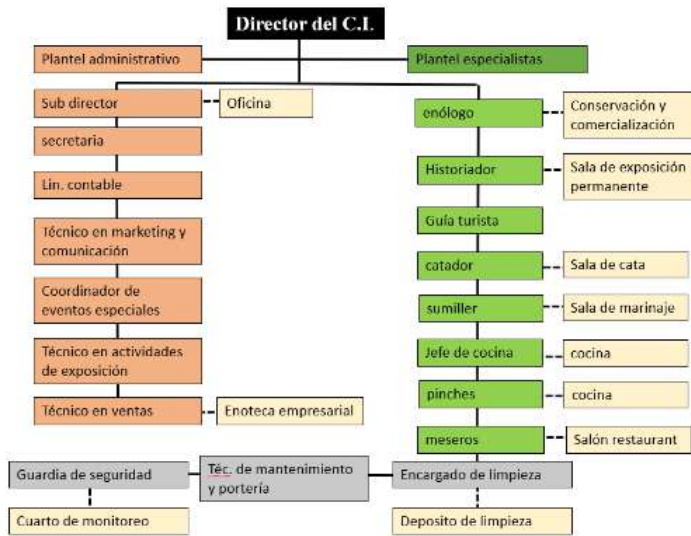 Director del C.I.
Plantel administrativo
Plantel especialistas
Sub director
Oficina
secretaria
Lin. contable
Técnico en marketing y
comunicación
Coordinador de
eventos especiales
Técnico en actividades
de exposición
Técnico en ventas
Enoteca empresarial
enólogo
Conservación y
comercialización
Historiador
Sala de exposición
permanente
Guía turista
catador
Sala de cata
sumiller
Sala de marinaje
Jefe de cocina
cocina
pinches
cocina
meseros
Salón restaurant
Guardia de seguridad
Téc. de mantenimiento
y portería
Encargado de limpieza
Cuarto de monitoreo
Deposito de limpieza